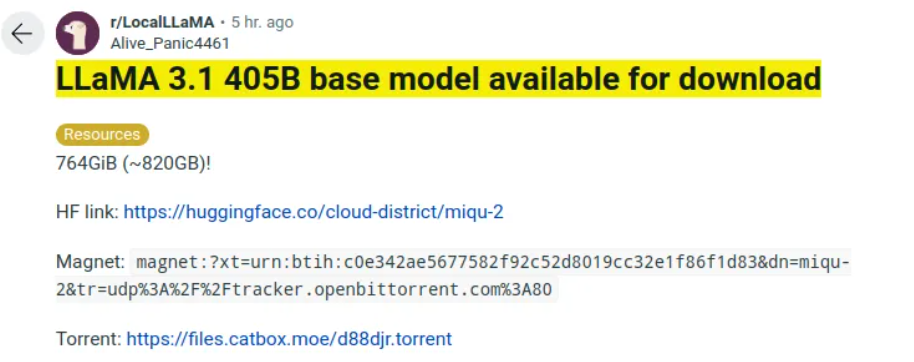 r/LocalLLaMA • 5 hr. ago
Alive_Panic4461
LLaMA 3.1 405B base model available for download
Resources
764GiB (~820GB)!
HF link: https://huggingface.co/cloud-district/miqu-2
Magnet: magnet:?xt=urn:btih:c0e342ae5677582f92c52d8019cc32e1f86f1d83&dn=miqu-
2&tr=udp%3A%2F%2Ftracker.openbittorrent.com%3A80
Torrent: https://files.catbox.moe/d88djr.torrent